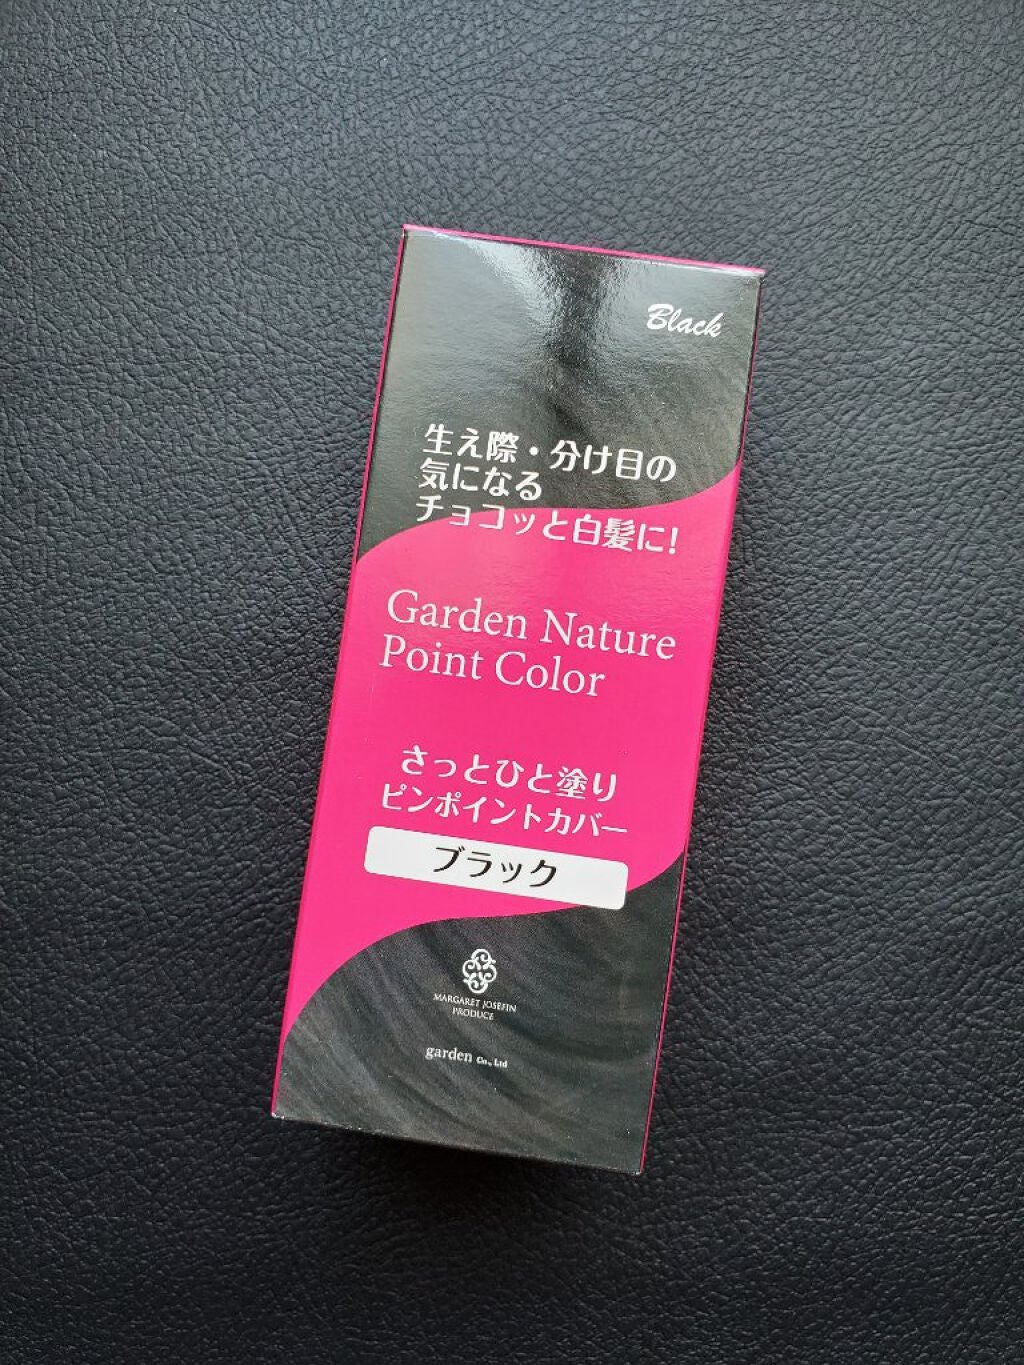 Black
生え際・分け目の
気になる
チョコッと白髪に!
Garden Nature
Point Color
さっとひと塗り
ピンポイントカバー
ブラック
MARGARET JOSEFIN
PRODUCE
garden Co., Ltd